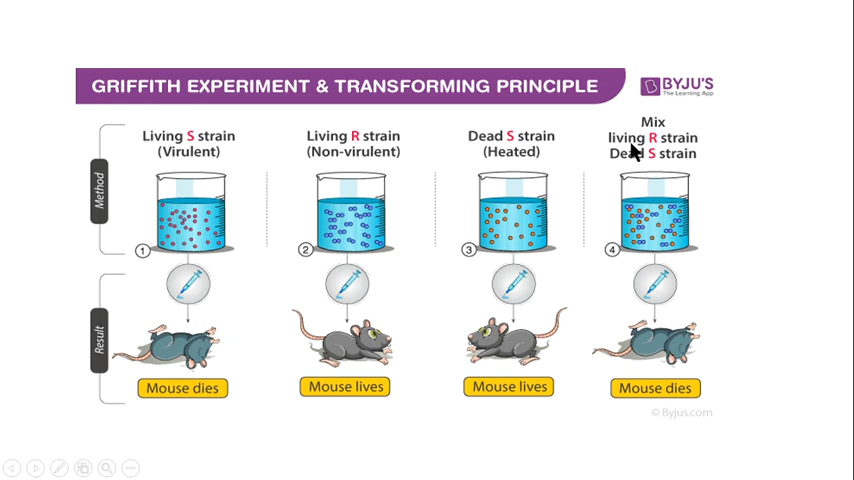 GRIFFITH EXPERIMENT & TRANSFORMING PRINCIPLE
BYJU'S
The Learning App
Method
Living S strain
(Virulent)
Living R strain
(Non-virulent)
Dead S strain
(Heated)
Mix
living R strain
Dead S strain
1
2
3
4
Result
Mouse dies
Mouse lives
Mouse lives
Mouse dies
© Byjus.com